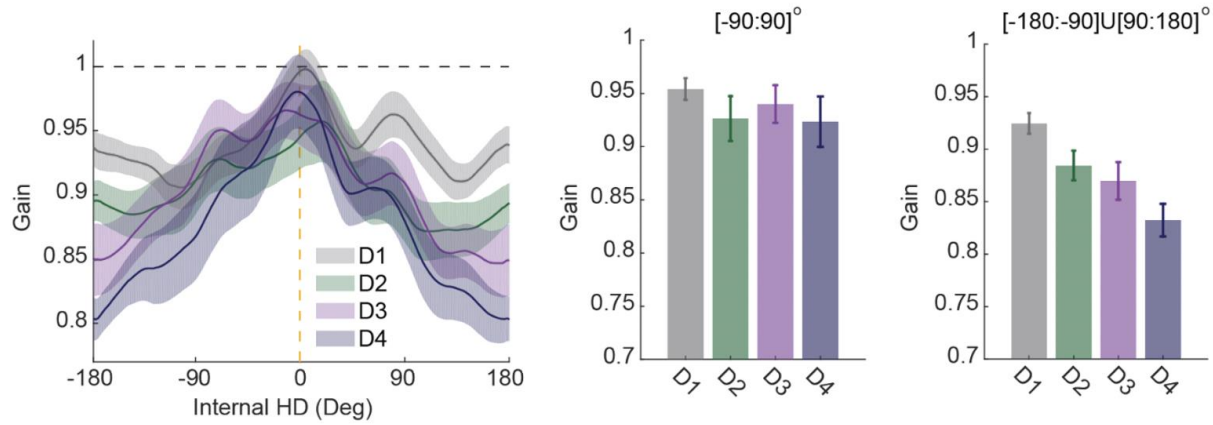 1
0.95
0.9
0.85
0.8
Gain
-180
-90
0
90
180
Internal HD (Deg)
D1
D2
D3
D4
[-90:90]°
1
0.95
0.9
0.85
0.8
0.75
0.7
Gain
D1
D2
D3
D4
[-180:-90]U[90:180]°
1
0.95
0.9
0.85
0.8
0.75
0.7
Gain
D1
D2
D3
D4